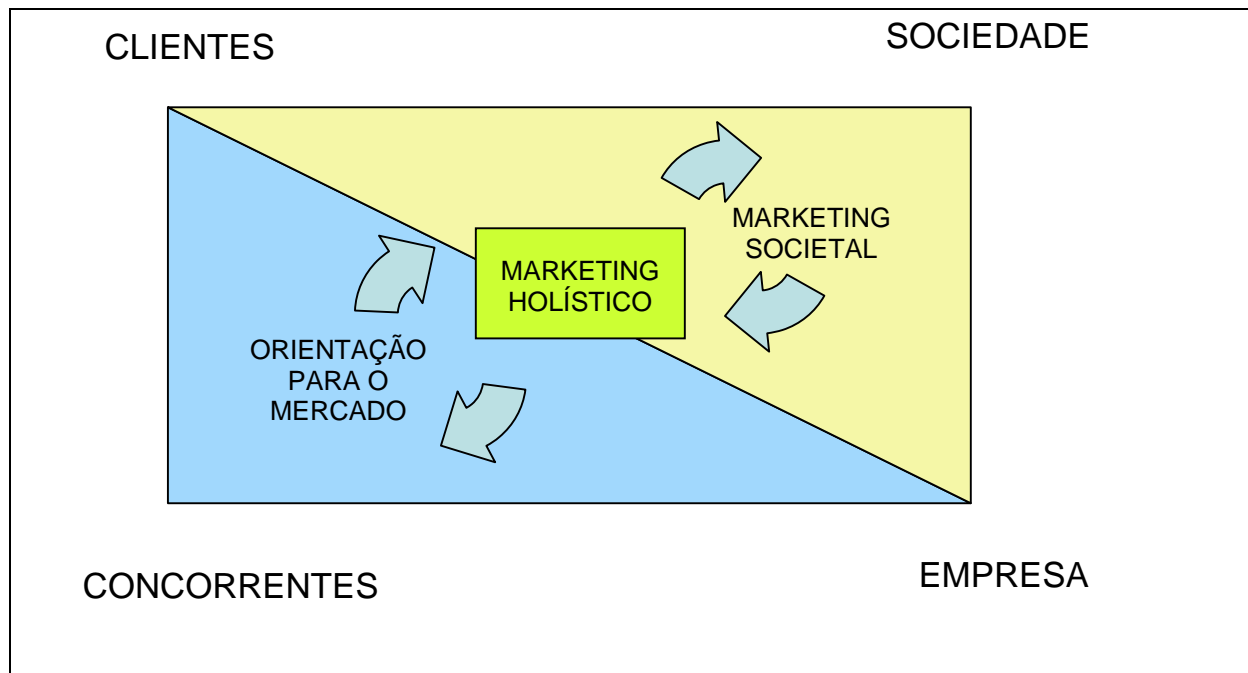 CLIENTES
SOCIEDADE
MARKETING
SOCIETAL
MARKETING
HOLÍSTICO
ORIENTAÇÃO
PARA O
MERCADO
CONCORRENTES
EMPRESA